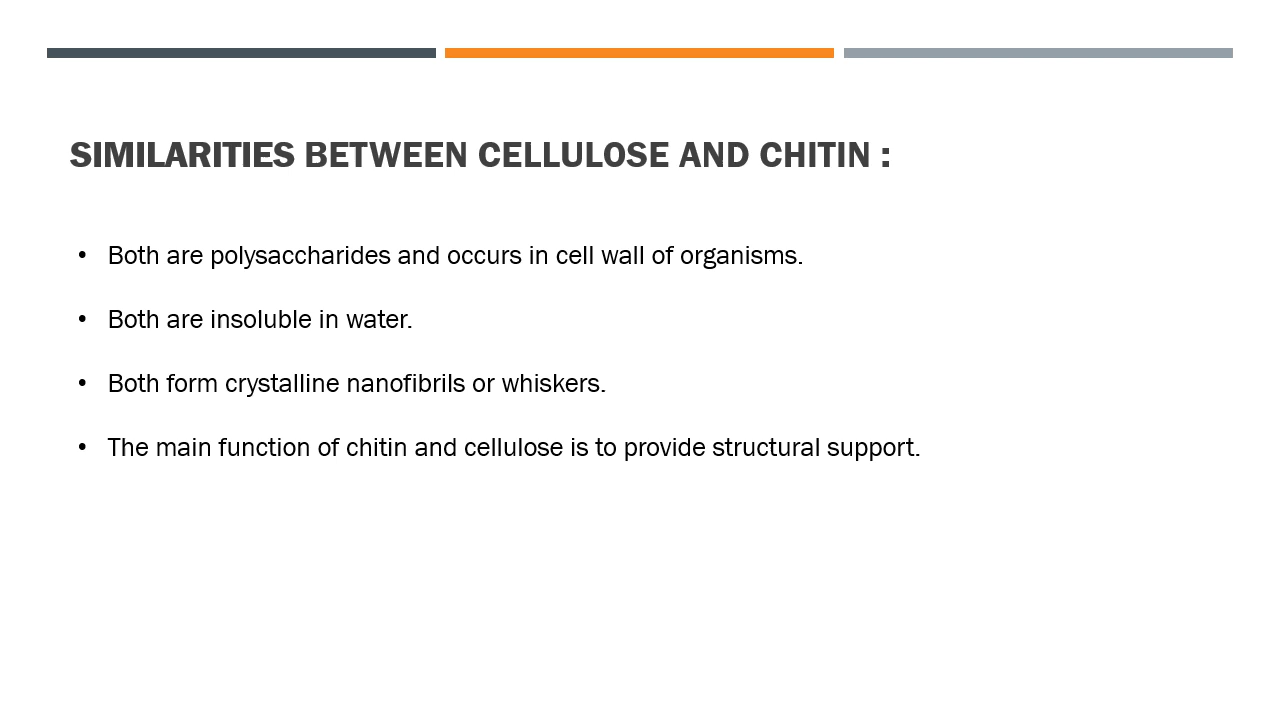 SIMILARITIES BETWEEN CELLULOSE AND CHITIN :
• Both are polysaccharides and occurs in cell wall of organisms.
• Both are insoluble in water.
• Both form crystalline nanofibrils or whiskers.
• The main function of chitin and cellulose is to provide structural support.